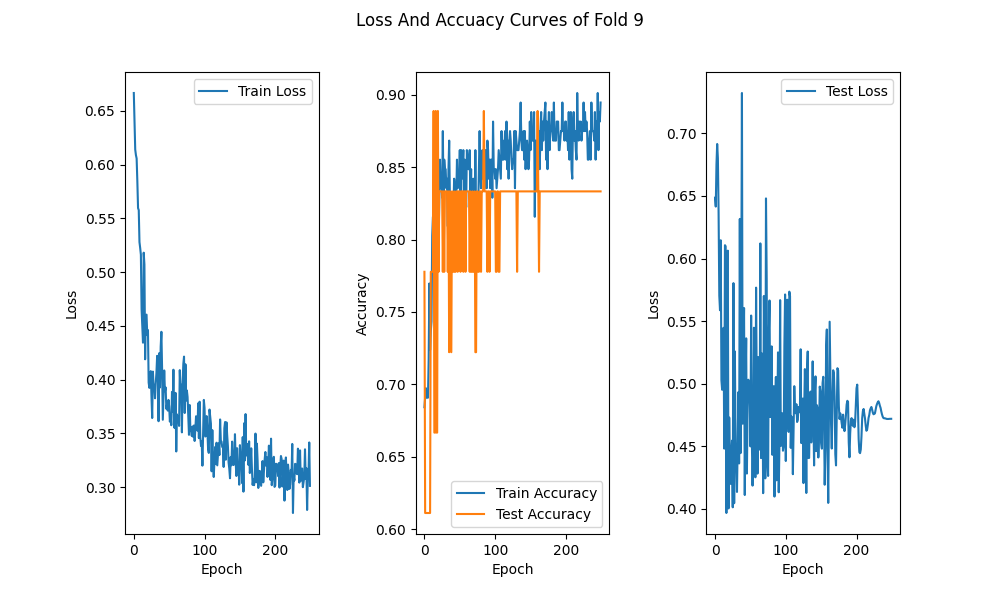 Loss And Accuacy Curves of Fold 9
Train Loss
0.65
0.60
0.55
0.50
0.45
0.40
0.35
0.30
Loss
0
100
200
Epoch
0.90
0.85
0.80
0.75
0.70
0.65
0.60
Accuracy
Train Accuracy
Test Accuracy
0
100
200
Epoch
Test Loss
0.70
0.65
0.60
0.55
0.50
0.45
0.40
Loss
0
100
200
Epoch